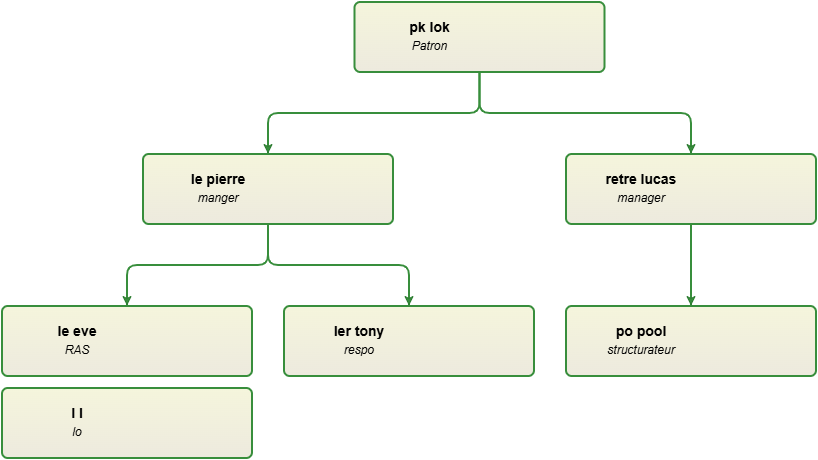 pk lok
Patron
le pierre
manger
retre lucas
manager
le eve
RAS
ler tony
respo
po pool
structurateur
l l
lo